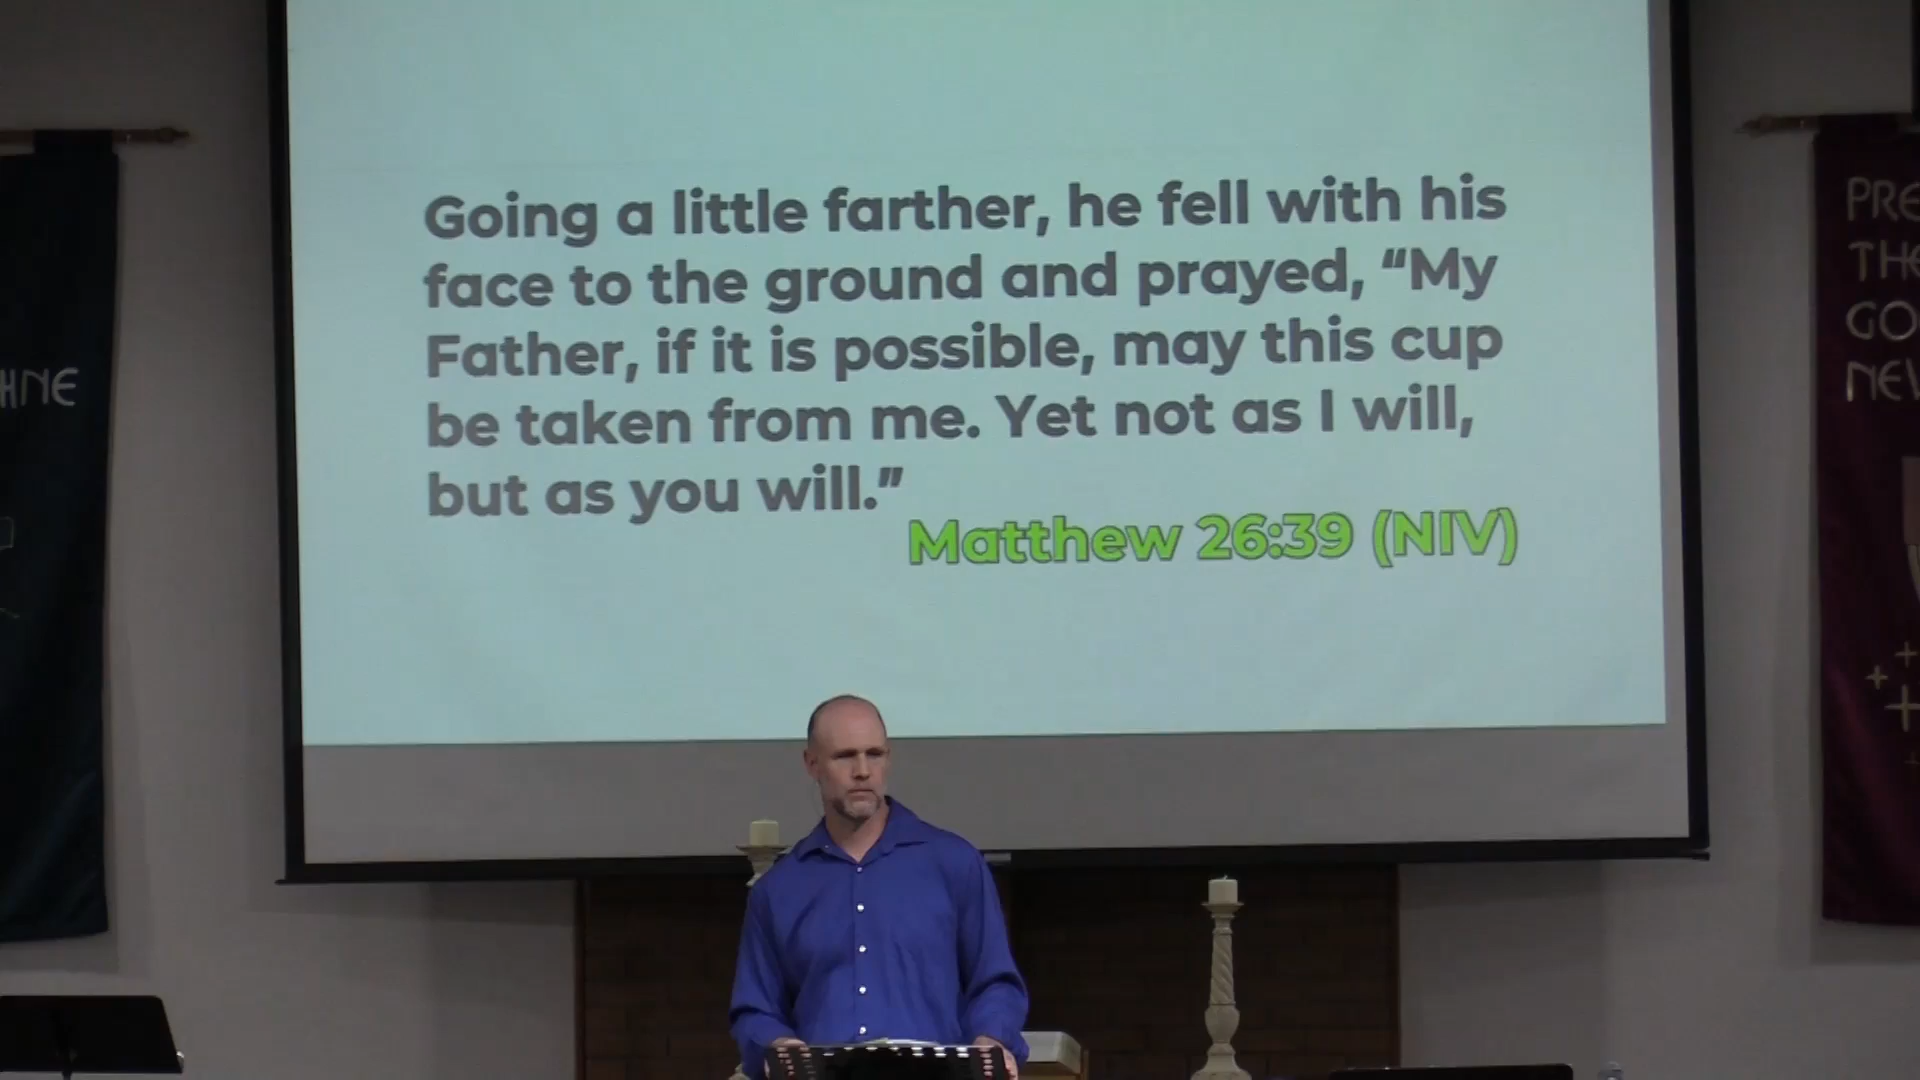 Going a little farther, he fell with his
face to the ground and prayed, “My
Father, if it is possible, may this cup
be taken from me. Yet not as I will,
but as you will.”
Matthew 26:39 (NIV)